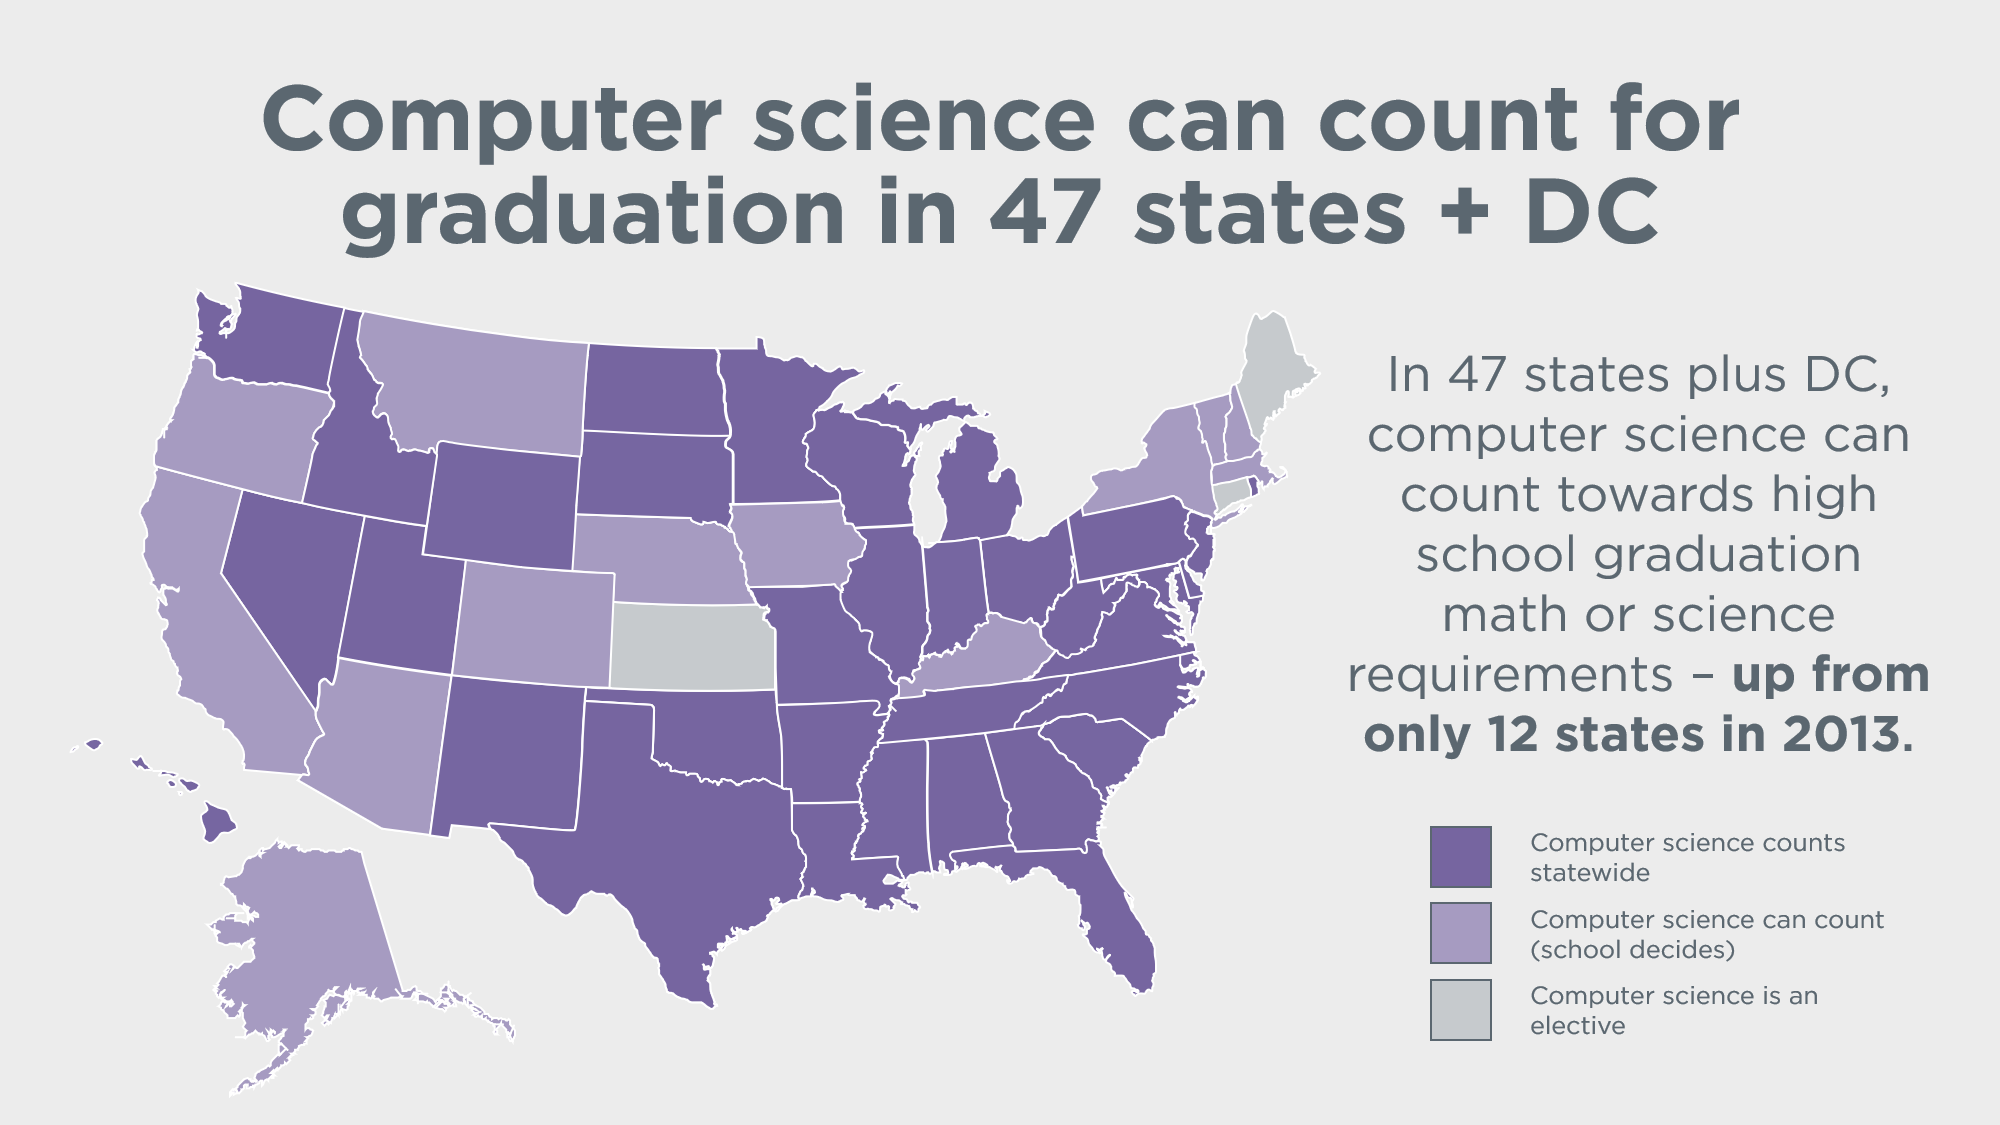 Computer science can count for
graduation in 47 states + DC
In 47 states plus DC,
computer science can
count towards high
school graduation
math or science
requirements – up from
only 12 states in 2013.
Computer science counts
statewide
Computer science can count
(school decides)
Computer science is an
elective